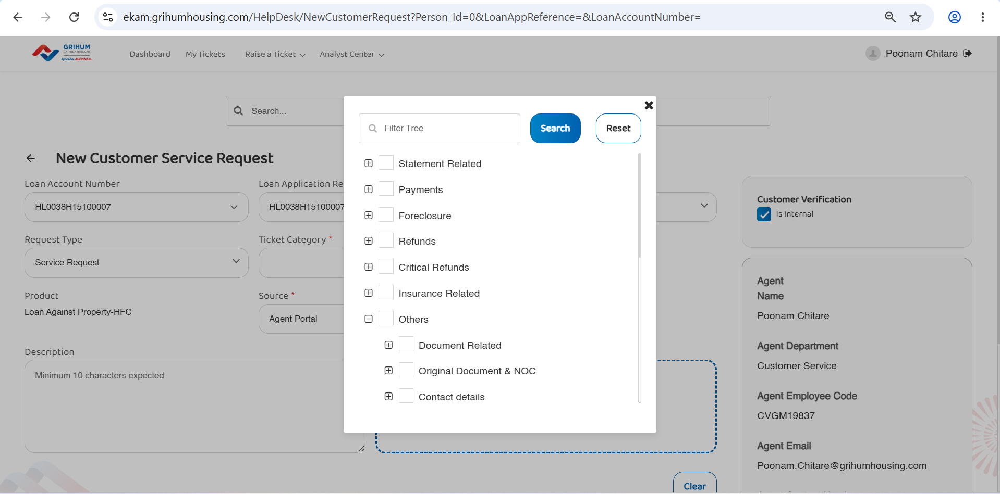 ekam.grihumhousing.com/HelpDesk/NewCustomerRequest?Person_Id=0&LoanAppReference=&LoanAccountNumber=
GRIHUM
HOUSING FINANCE
Apna Ghar. Apni Pehchan.
Dashboard
My Tickets
Raise a Ticket
Analyst Center
Poonam Chitare
Search...
Filter Tree
Search
Reset
New Customer Service Request
Statement Related
Payments
Foreclosure
Refunds
Critical Refunds
Insurance Related
Others
Document Related
Original Document & NOC
Contact details
Loan Account Number
Loan Application Re
HL0038H15100007
HL0038H15100007
Request Type
Ticket Category *
Service Request
Product
Source *
Loan Against Property-HFC
Agent Portal
Description
Minimum 10 characters expected
Clear
Customer Verification
Is Internal
Agent
Name
Poonam Chitare
Agent Department
Customer Service
Agent Employee Code
CVGM19837
Agent Email
Poonam.Chitare@grihumhousing.com